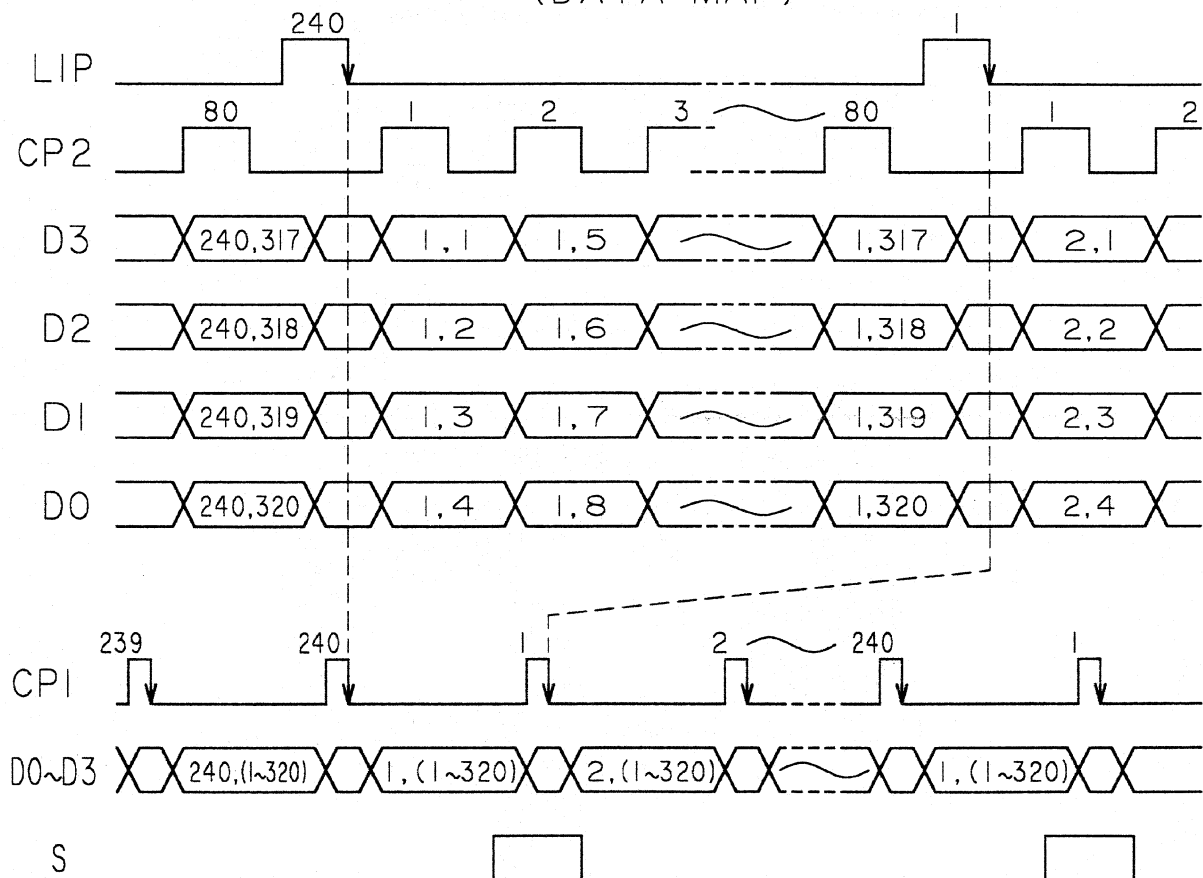 (DATA MAP)
240 1
LIP
80 1 2 3 80 1 2
CP2
D3 240,317 1,1 1,5 1,317 2,1
D2 240,318 1,2 1,6 1,318 2,2
D1 240,319 1,3 1,7 1,319 2,3
D0 240,320 1,4 1,8 1,320 2,4
239 240 1 2 240 1
CP1
D0~D3 240,(1~320) 1,(1~320) 2,(1~320) 1,(1~320)
S